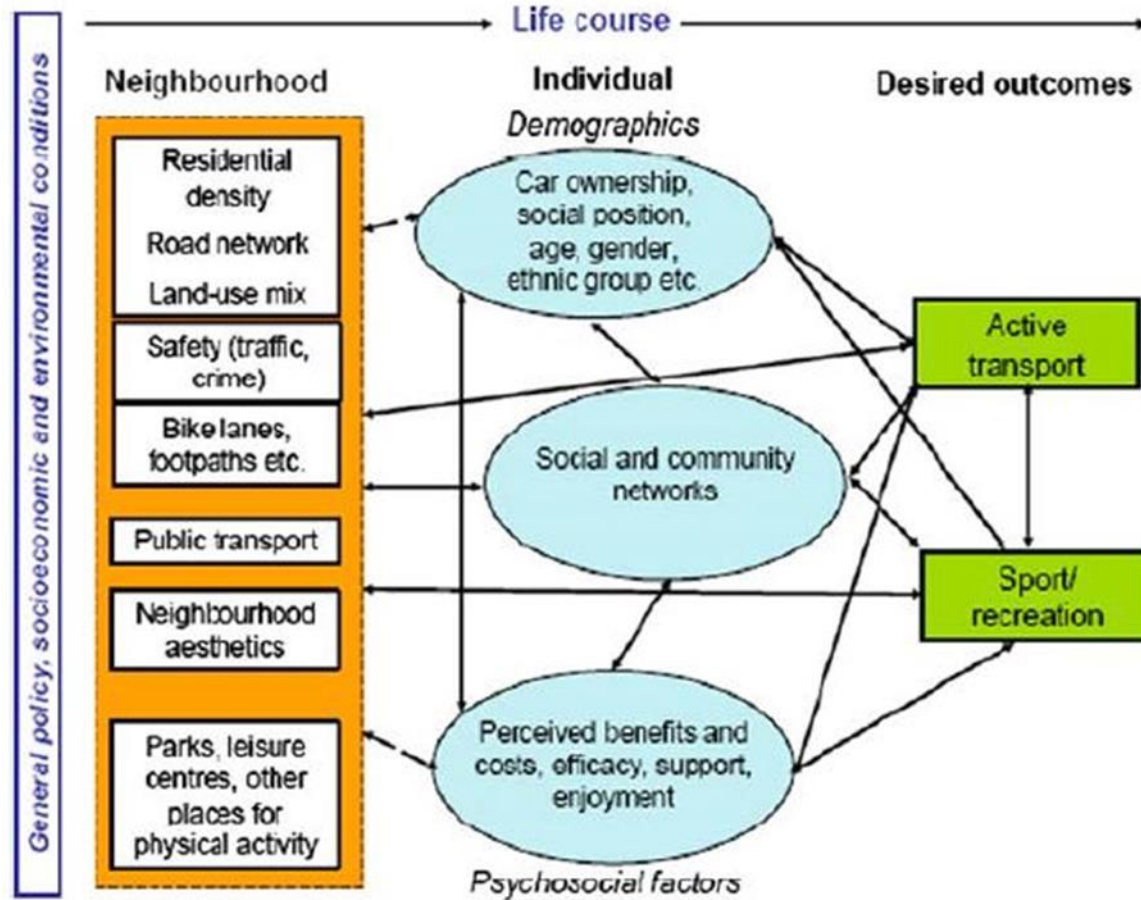 Life course
General policy, socioeconomic and environmental conditions
Neighbourhood
Residential
density
Road network
Land-use mix
Safety (traffic,
crime)
Bike lanes,
footpaths etc.
Public transport
Neighbourhood
aesthetics
Parks, leisure
centres, other
places for
physical activity
Individual
Demographics
Car ownership,
social position,
age, gender,
ethnic group etc.
Social and community
networks
Perceived benefits and
costs, efficacy, support,
enjoyment
Psychosocial factors
Desired outcomes
Active
transport
Sport/
recreation